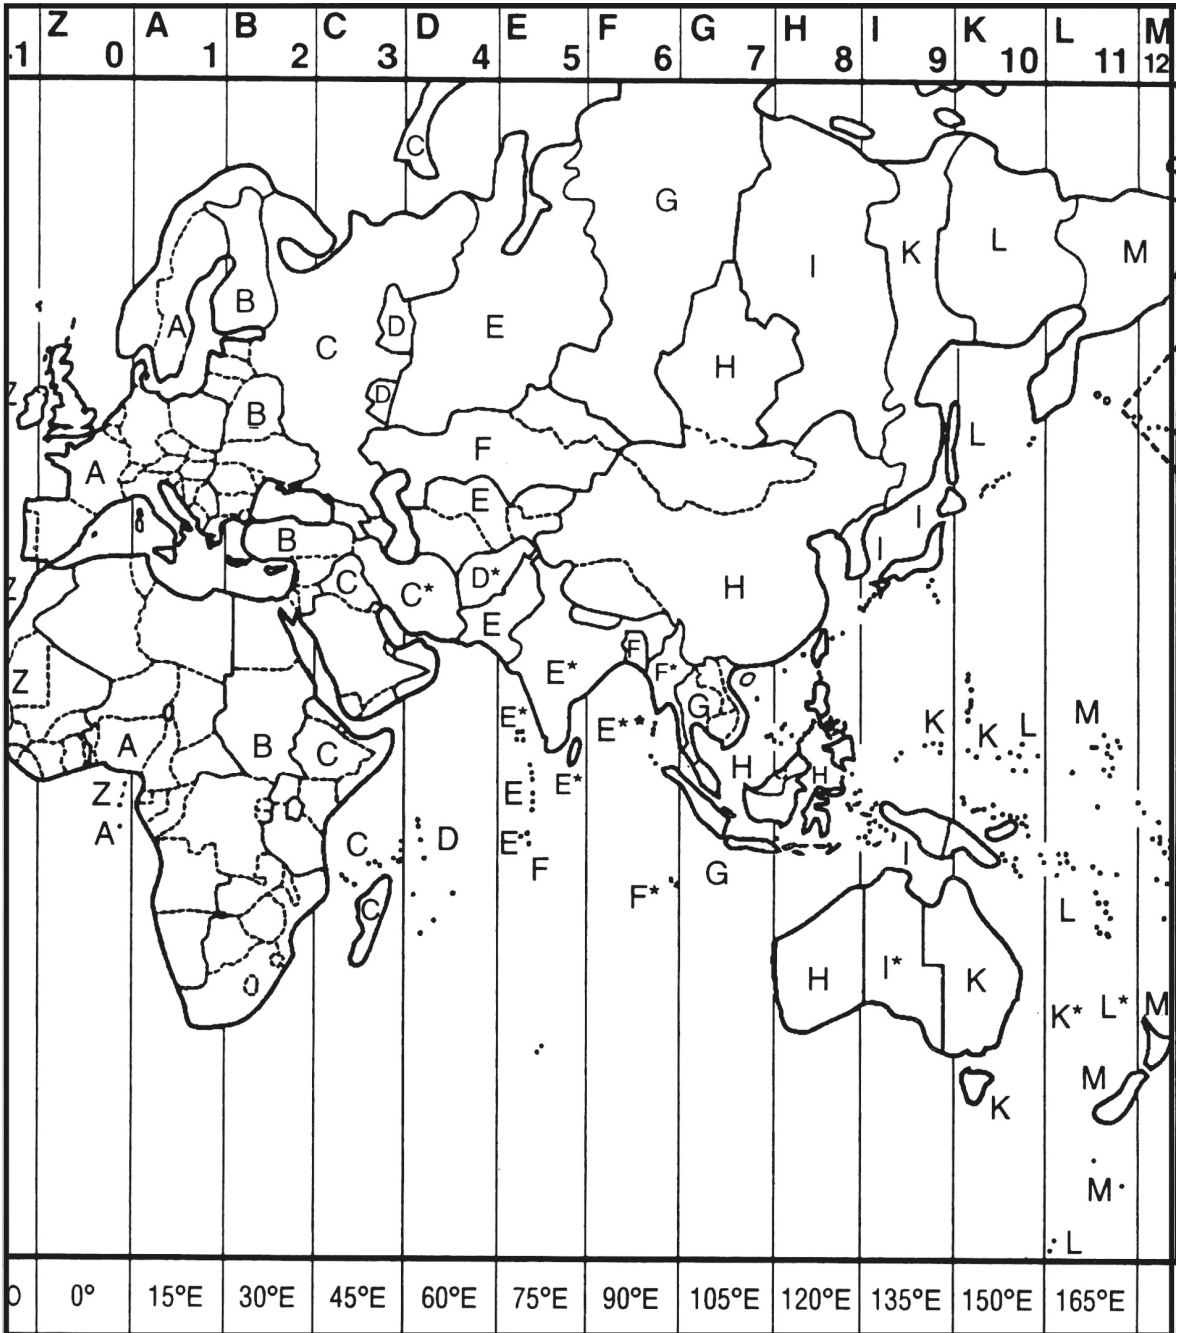 Z A B C D E F G H I K L M
-1 0 1 2 3 4 5 6 7 8 9 10 11 12
C
G
A B C D E H I K L M
D
B F L
A E I
B I
C C* D* H
E
F
Z E* F*
G
E* E** K K L M
A B C H H
E*
Z E
A C D E*
F G I
C F* L
H I* K
K* L* M
M
K
M
L
0 0° 15°E 30°E 45°E 60°E 75°E 90°E 105°E 120°E 135°E 150°E 165°E